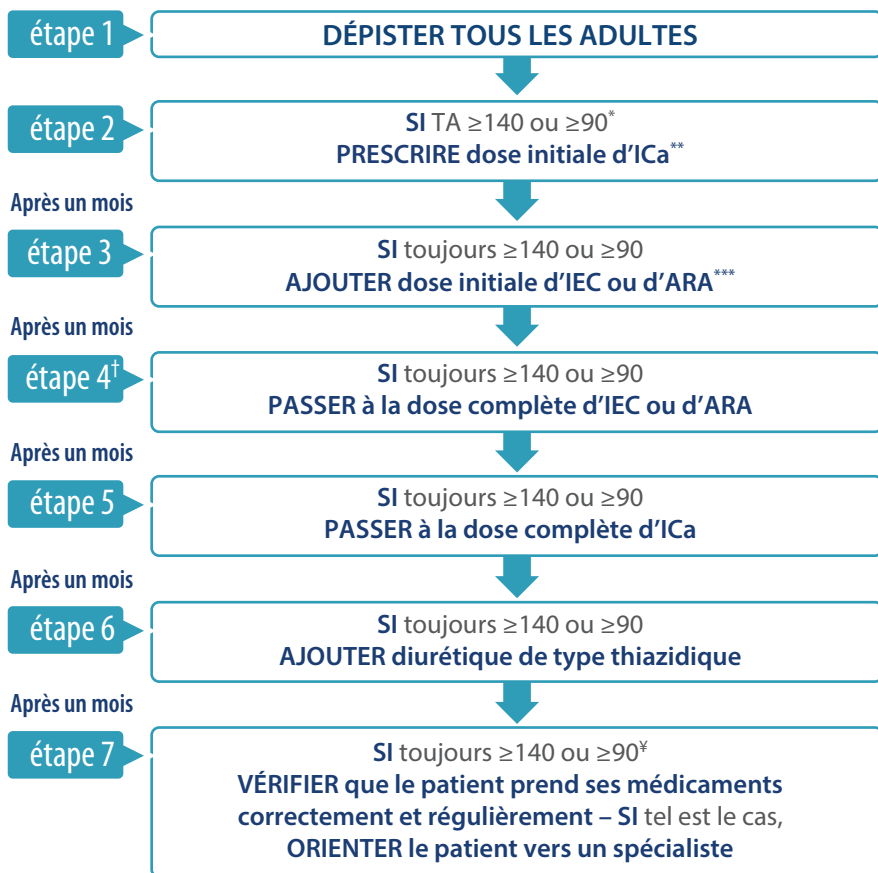 étape 1
DÉPISTER TOUS LES ADULTES
étape 2
SI TA ≥140 ou ≥90*
PRESCRIRE dose initiale d’ICa**
Après un mois
étape 3
SI toujours ≥140 ou ≥90
AJOUTER dose initiale d’IEC ou d’ARA***
Après un mois
étape 4†
SI toujours ≥140 ou ≥90
PASSER à la dose complète d’IEC ou d’ARA
Après un mois
étape 5
SI toujours ≥140 ou ≥90
PASSER à la dose complète d’ICa
Après un mois
étape 6
SI toujours ≥140 ou ≥90
AJOUTER diurétique de type thiazidique
Après un mois
étape 7
SI toujours ≥140 ou ≥90¥
VÉRIFIER que le patient prend ses médicaments
correctement et régulièrement – SI tel est le cas,
ORIENTER le patient vers un spécialiste